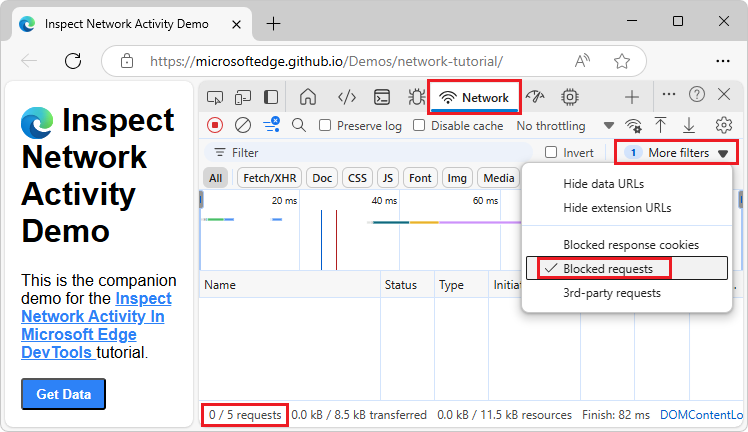 Inspect Network Activity Demo
https://microsoftedge.github.io/Demos/network-tutorial/
Inspect
Network
Activity
Demo
This is the companion
demo for the Inspect
Network Activity In
Microsoft Edge
DevTools tutorial.
Get Data
Network
Preserve log
Disable cache
No throttling
Filter
Invert
1 More filters
All
Fetch/XHR
Doc
CSS
JS
Font
Img
Media
20 ms
40 ms
60 ms
Hide data URLs
Hide extension URLs
Blocked response cookies
Blocked requests
3rd-party requests
Name
Status
Type
Initia
0 / 5 requests
0.0 kB / 8.5 kB transferred
0.0 kB / 11.5 kB resources
Finish: 82 ms
DOMContentLo